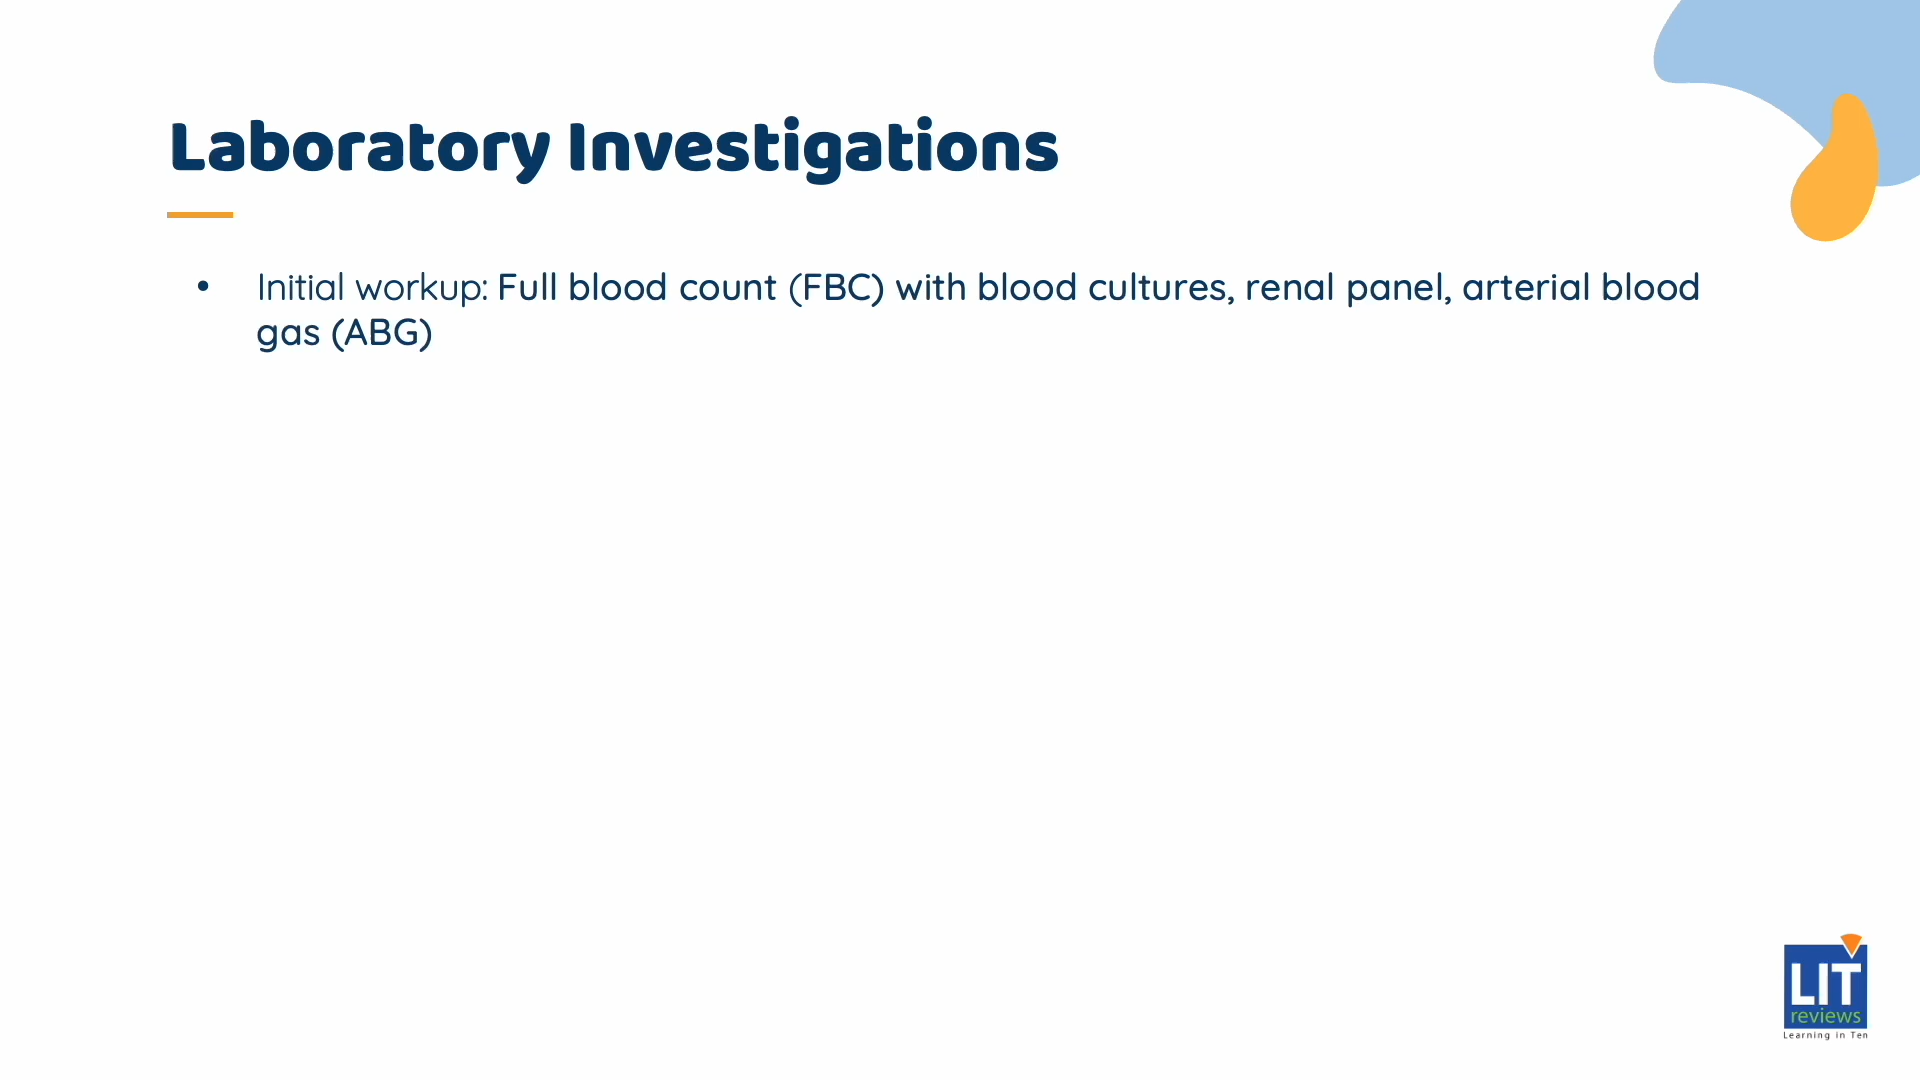 Laboratory Investigations
• Initial workup: Full blood count (FBC) with blood cultures, renal panel, arterial blood
gas (ABG)
LIT
reviews
Learning in Ten